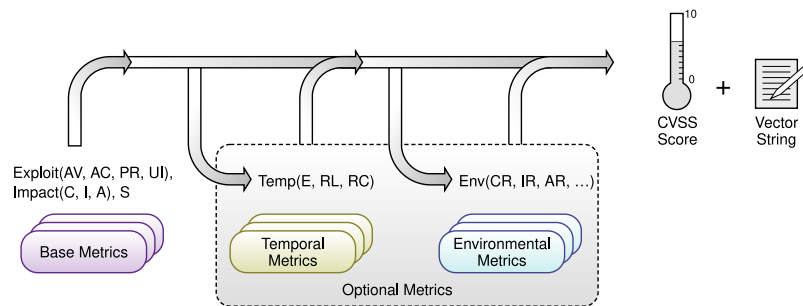 10
0
CVSS
Score
+
Vector
String
Exploit(AV, AC, PR, UI),
Impact(C, I, A), S
Temp(E, RL, RC)
Env(CR, IR, AR, ...)
Base Metrics
Temporal
Metrics
Environmental
Metrics
Optional Metrics